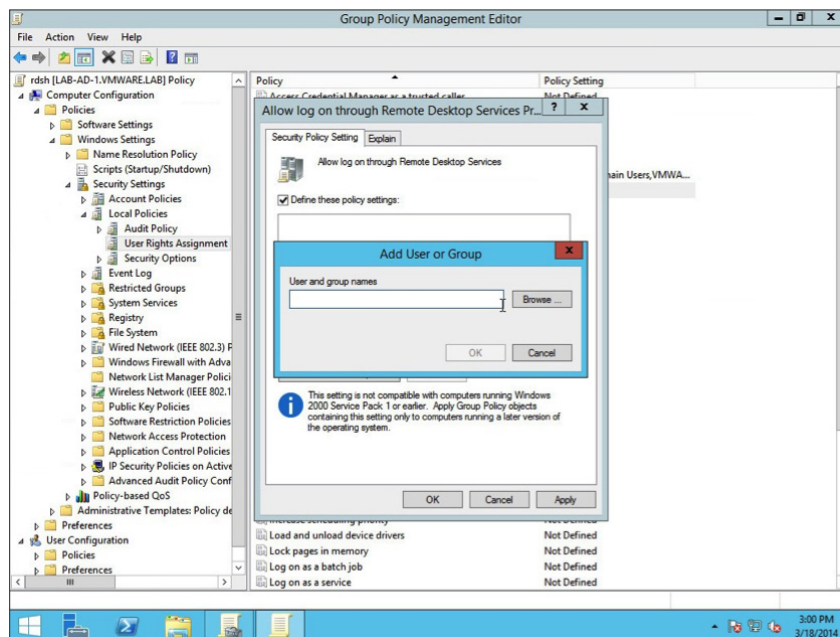 Group Policy Management Editor
File Action View Help
rdsh [LAB-AD-1.VMWARE.LAB] Policy
Computer Configuration
Policies
Software Settings
Windows Settings
Name Resolution Policy
Scripts (Startup/Shutdown)
Security Settings
Account Policies
Local Policies
Audit Policy
User Rights Assignment
Security Options
Event Log
Restricted Groups
System Services
Registry
File System
Wired Network (IEEE 802.3) P
Windows Firewall with Adva
Network List Manager Polici
Wireless Network (IEEE 802.1
Public Key Policies
Software Restriction Policies
Network Access Protection
Application Control Policies
IP Security Policies on Active
Advanced Audit Policy Conf
Policy-based QoS
Administrative Templates: Policy de
Preferences
User Configuration
Policies
Preferences
Policy Policy Setting
Access Credential Manager as a trusted caller Not Defined
ain Users,VMWA...
Allow log on through Remote Desktop Services Pr... ? X
Security Policy Setting Explain
Allow log on through Remote Desktop Services
Define these policy settings:
Add User or Group
User and group names
Browse ...
OK Cancel
This setting is not compatible with computers running Windows
2000 Service Pack 1 or earlier. Apply Group Policy objects
containing this setting only to computers running a later version of
the operating system.
OK Cancel Apply
Increase scheduling priority Not Defined
Load and unload device drivers Not Defined
Lock pages in memory Not Defined
Log on as a batch job Not Defined
Log on as a service Not Defined
3:00 PM
3/18/2014